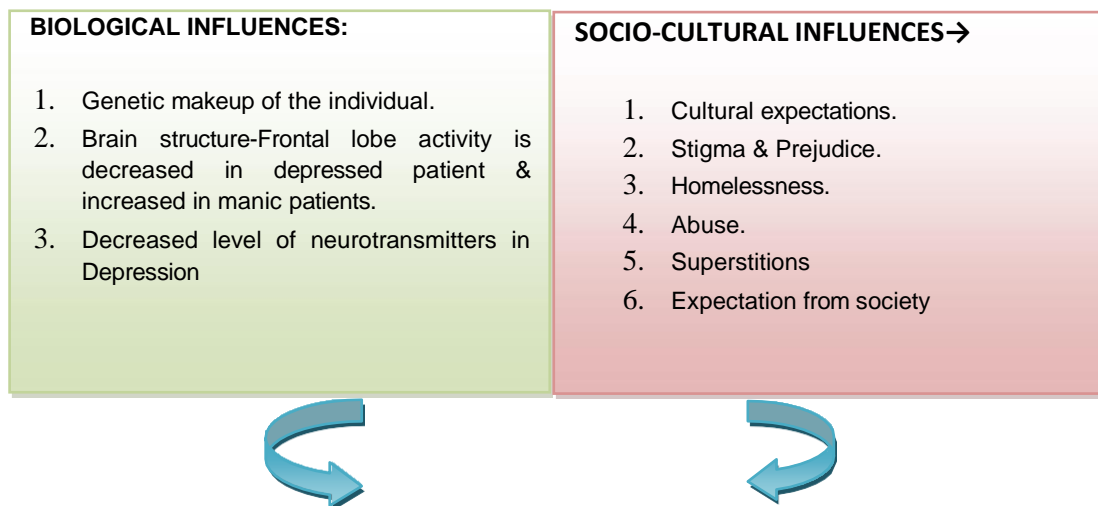 BIOLOGICAL INFLUENCES:
1. Genetic makeup of the individual.
2. Brain structure-Frontal lobe activity is
decreased in depressed patient &
increased in manic patients.
3. Decreased level of neurotransmitters in
Depression
SOCIO-CULTURAL INFLUENCES→
1. Cultural expectations.
2. Stigma & Prejudice.
3. Homelessness.
4. Abuse.
5. Superstitions
6. Expectation from society